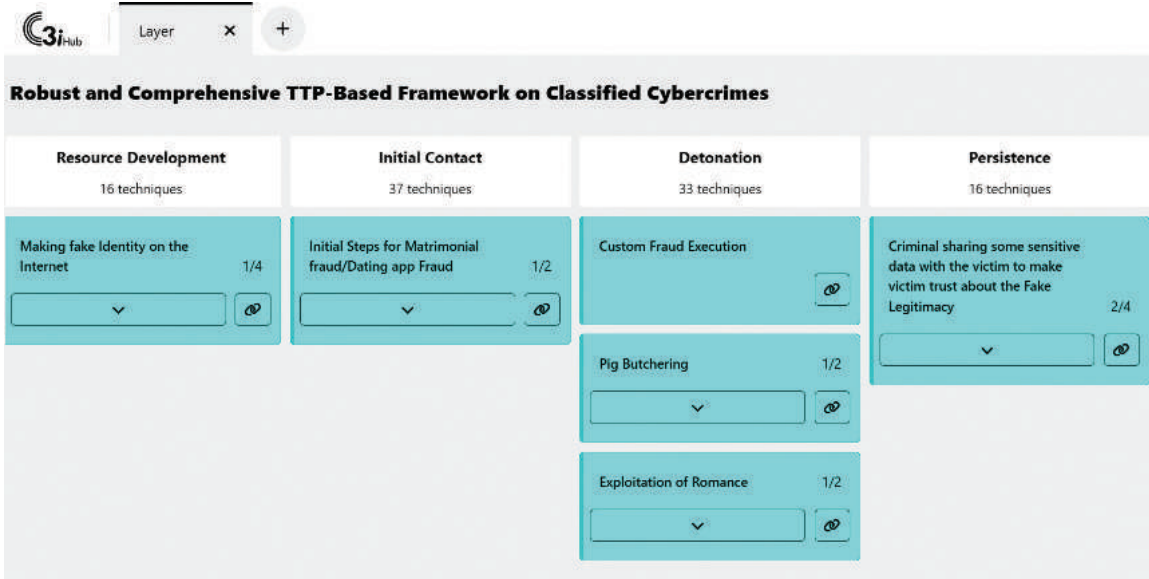 C3iHub
Layer
Robust and Comprehensive TTP-Based Framework on Classified Cybercrimes
Resource Development
16 techniques
Initial Contact
37 techniques
Detonation
33 techniques
Persistence
16 techniques
Making fake Identity on the
Internet 1/4
Initial Steps for Matrimonial
fraud/Dating app Fraud 1/2
Custom Fraud Execution
Pig Butchering 1/2
Exploitation of Romance 1/2
Criminal sharing some sensitive
data with the victim to make
victim trust about the Fake
Legitimacy 2/4